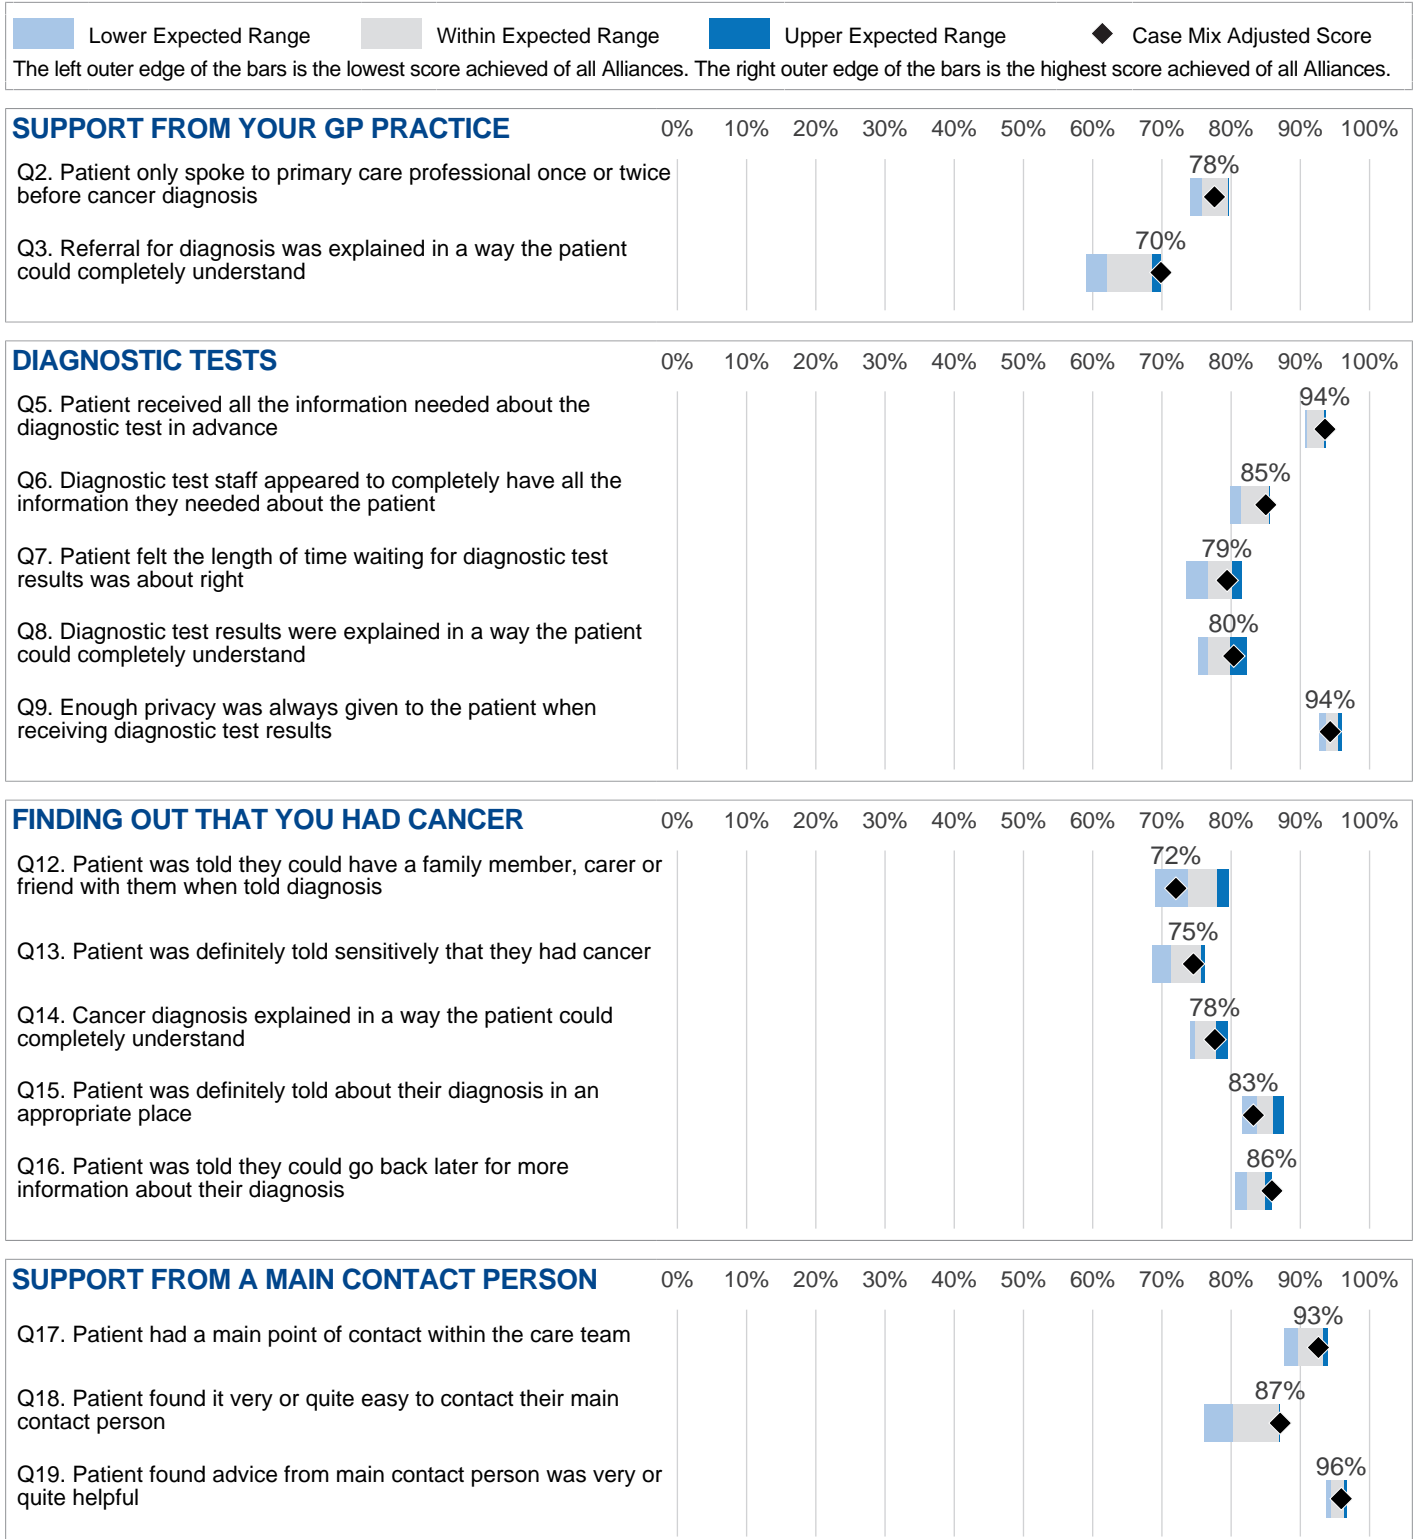 Lower Expected Range Within Expected Range Upper Expected Range Case Mix Adjusted Score
The left outer edge of the bars is the lowest score achieved of all Alliances. The right outer edge of the bars is the highest score achieved of all Alliances.
SUPPORT FROM YOUR GP PRACTICE 0% 10% 20% 30% 40% 50% 60% 70% 80% 90% 100%
Q2. Patient only spoke to primary care professional once or twice
before cancer diagnosis
78%
Q3. Referral for diagnosis was explained in a way the patient
could completely understand
70%
DIAGNOSTIC TESTS 0% 10% 20% 30% 40% 50% 60% 70% 80% 90% 100%
Q5. Patient received all the information needed about the
diagnostic test in advance
94%
Q6. Diagnostic test staff appeared to completely have all the
information they needed about the patient
85%
Q7. Patient felt the length of time waiting for diagnostic test
results was about right
79%
Q8. Diagnostic test results were explained in a way the patient
could completely understand
80%
Q9. Enough privacy was always given to the patient when
receiving diagnostic test results
94%
FINDING OUT THAT YOU HAD CANCER 0% 10% 20% 30% 40% 50% 60% 70% 80% 90% 100%
Q12. Patient was told they could have a family member, carer or
friend with them when told diagnosis
72%
Q13. Patient was definitely told sensitively that they had cancer
75%
Q14. Cancer diagnosis explained in a way the patient could
completely understand
78%
Q15. Patient was definitely told about their diagnosis in an
appropriate place
83%
Q16. Patient was told they could go back later for more
information about their diagnosis
86%
SUPPORT FROM A MAIN CONTACT PERSON 0% 10% 20% 30% 40% 50% 60% 70% 80% 90% 100%
Q17. Patient had a main point of contact within the care team
93%
Q18. Patient found it very or quite easy to contact their main
contact person
87%
Q19. Patient found advice from main contact person was very or
quite helpful
96%